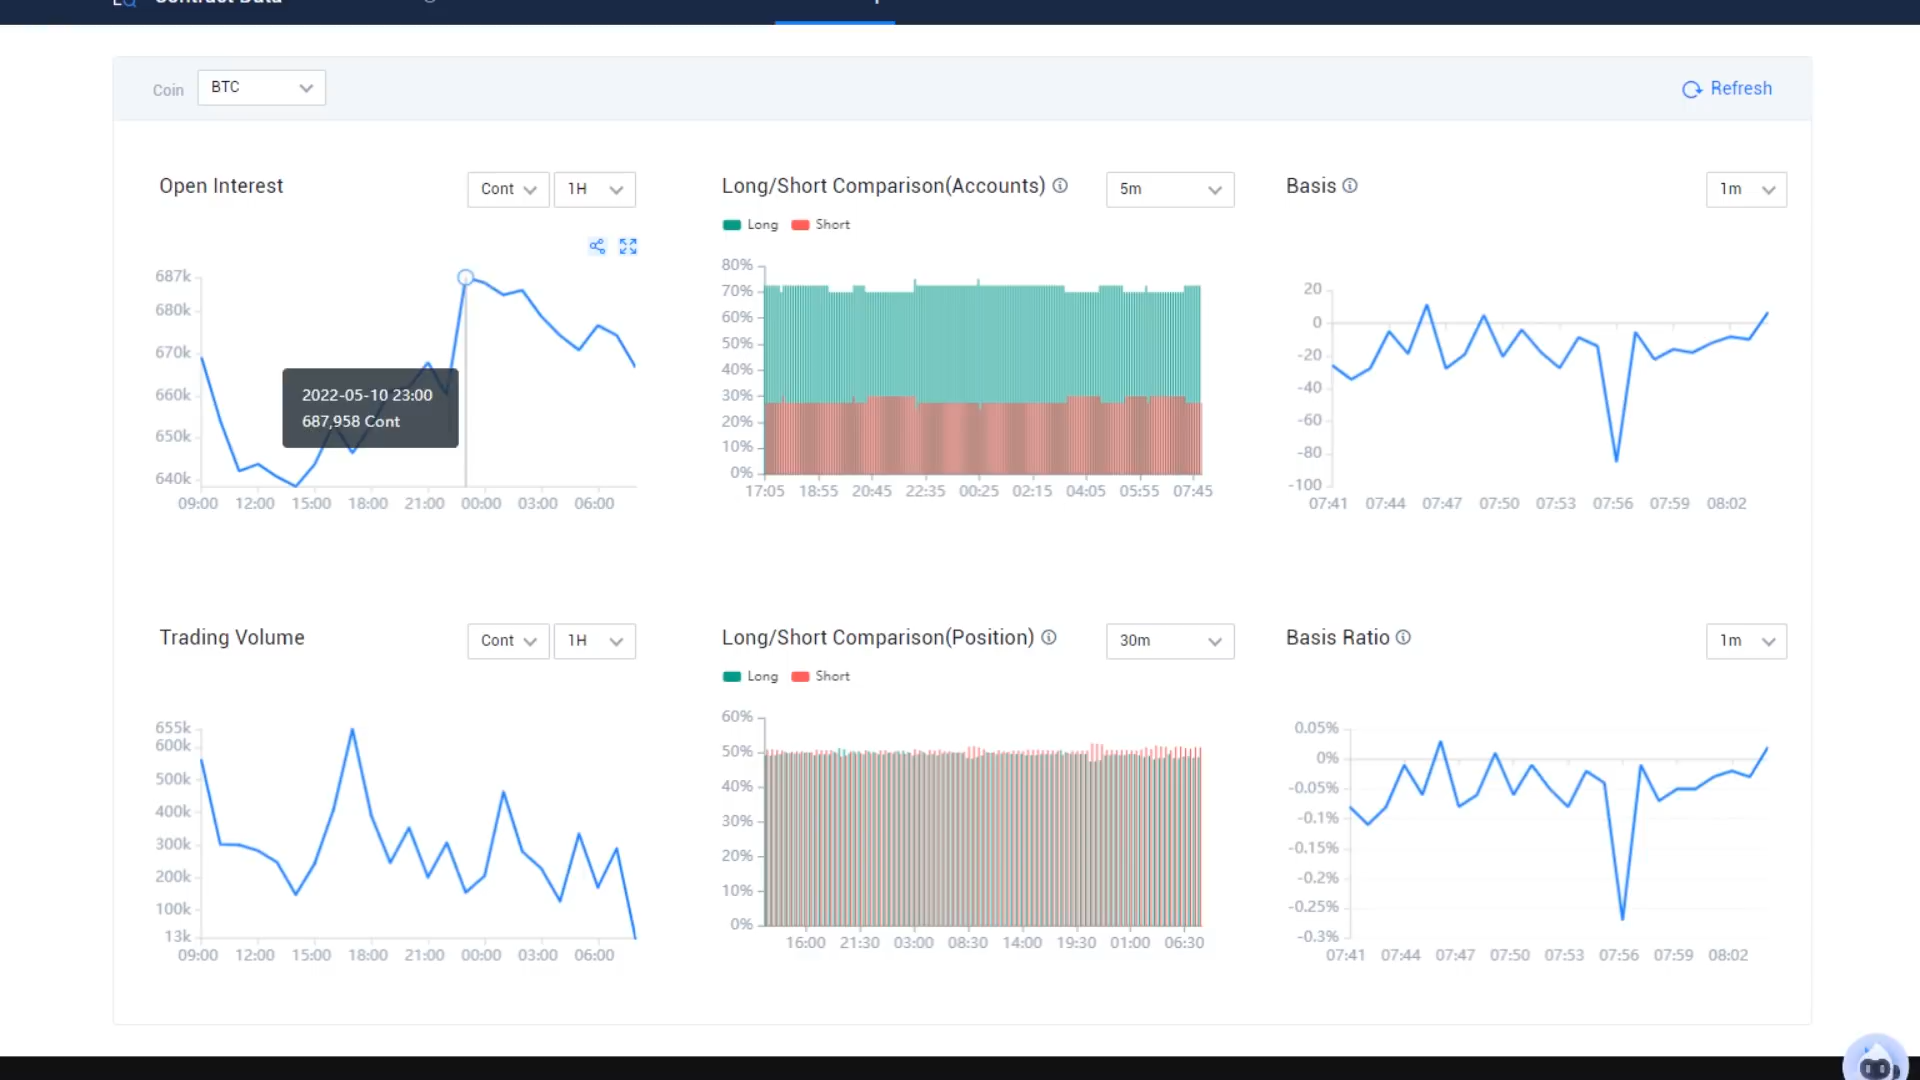 Contract Data
Coin
BTC
Refresh
Open Interest
Cont
1H
687k
680k
670k
660k
650k
640k
2022-05-10 23:00
687,958 Cont
09:00 12:00 15:00 18:00 21:00 00:00 03:00 06:00
Long/Short Comparison(Accounts)
5m
Long
Short
80%
70%
60%
50%
40%
30%
20%
10%
0%
17:05 18:55 20:45 22:35 00:25 02:15 04:05 05:55 07:45
Basis
1m
20
0
-20
-40
-60
-80
-100
07:41 07:44 07:47 07:50 07:53 07:56 07:59 08:02
Trading Volume
Cont
1H
655k
600k
500k
400k
300k
200k
100k
13k
09:00 12:00 15:00 18:00 21:00 00:00 03:00 06:00
Long/Short Comparison(Position)
30m
Long
Short
60%
50%
40%
30%
20%
10%
0%
16:00 21:30 03:00 08:30 14:00 19:30 01:00 06:30
Basis Ratio
1m
0.05%
0%
-0.05%
-0.1%
-0.15%
-0.2%
-0.25%
-0.3%
07:41 07:44 07:47 07:50 07:53 07:56 07:59 08:02